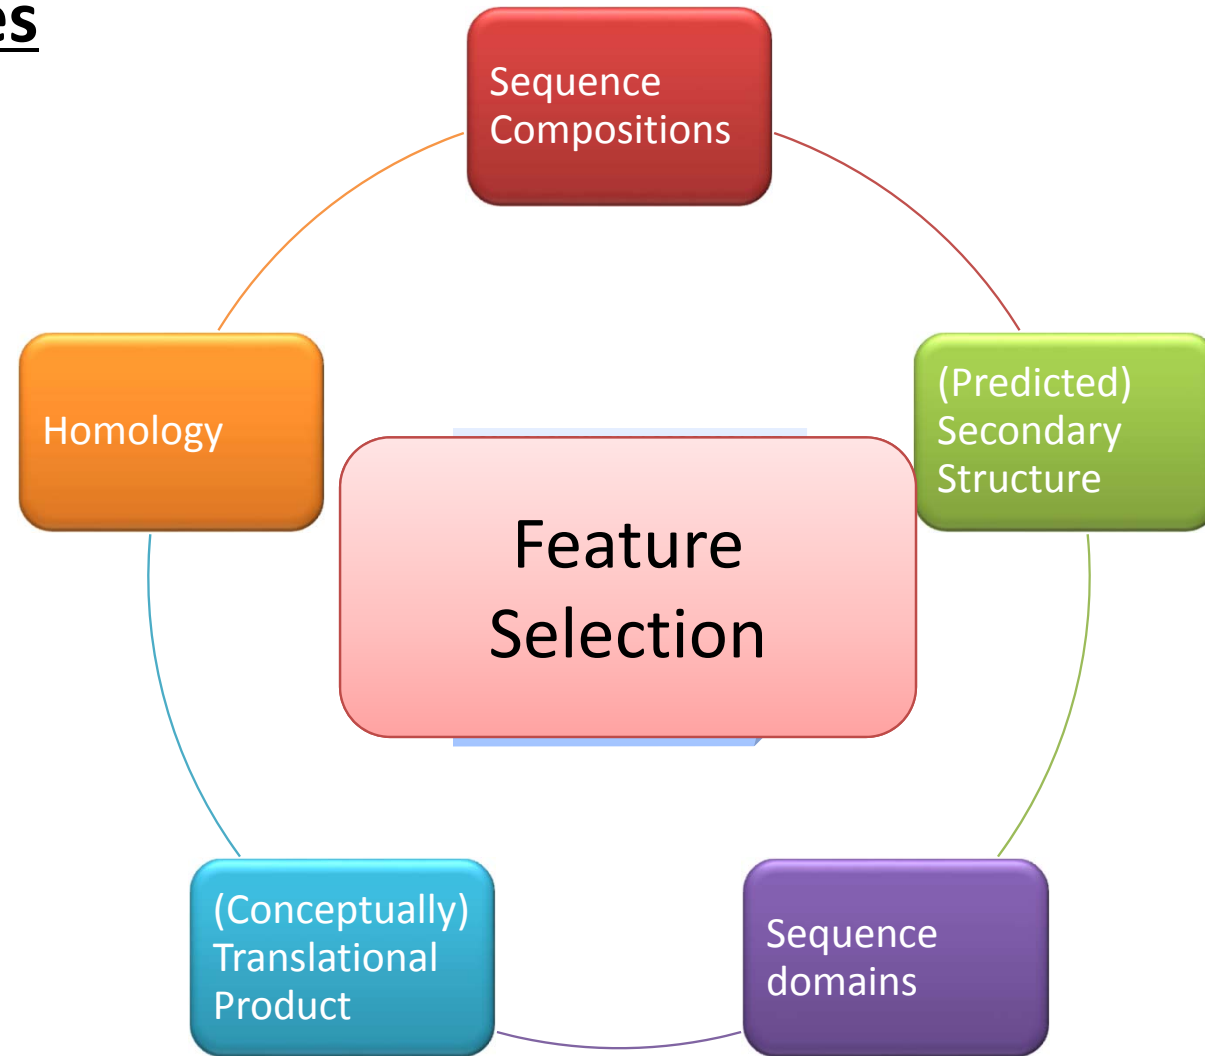 es
Sequence
Compositions
(Predicted)
Secondary
Structure
Homology
Feature
Selection
(Conceptually)
Translational
Product
Sequence
domains